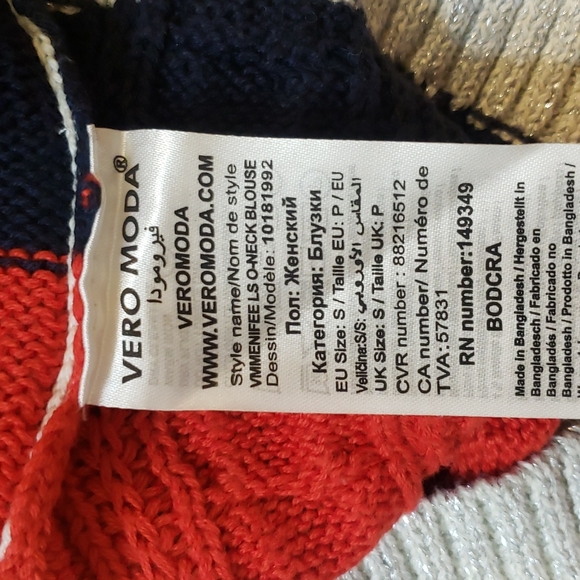 VERO MODA®
فيرومودا
VEROMODA
WWW.VEROMODA.COM
Style name/Nom de style
VMMENIFEE LS O-NECK BLOUSE
Dessin/Modèle: 10181992
Пол: Женский
Категория: Блузки
EU Size: S / Taille EU: P / EU
Veličina:S/S: المقاس الأوروبي
UK Size: S / Taille UK: P
CVR number : 88216512
CA number/ Numéro de
TVA : 57831
RN number:149349
BODCRA
Made In Bangladesh / Hergestellt In
Bangladesch / Fabricado en
Bangladés / Fabricado no
Bangladesh / Prodotto In Bangladesh /